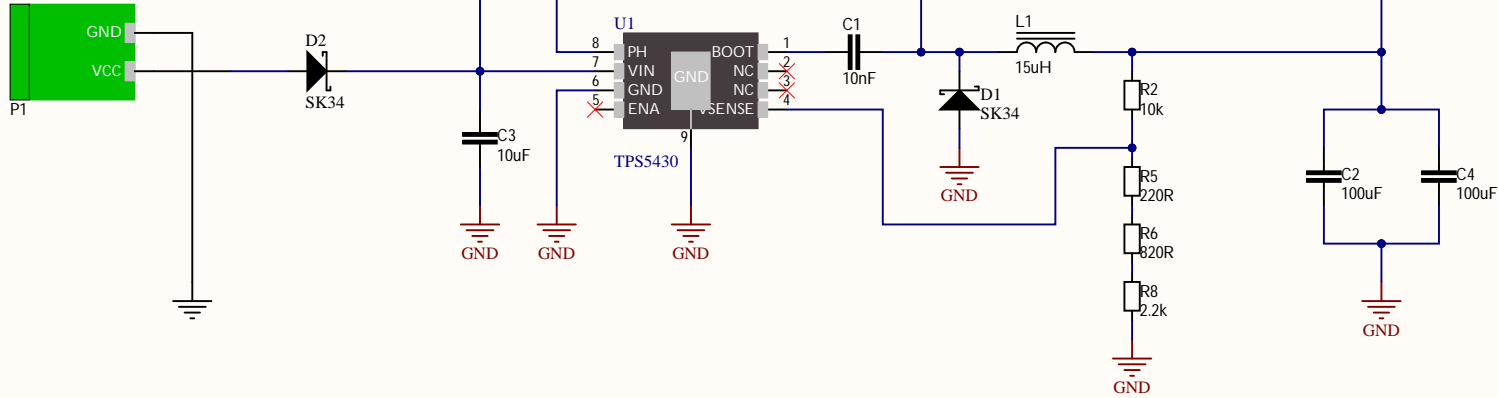 GND
VCC
P1
D2
SK34
C3
10uF
GND
GND
U1
8
PH
7
VIN
6
GND
5
ENA
GND
BOOT
1
NC
2
NC
3
VSENSE
4
9
TPS5430
GND
C1
10nF
D1
SK34
GND
L1
15uH
R2
10k
R5
220R
R6
820R
R8
2.2k
GND
C2
100uF
C4
100uF
GND